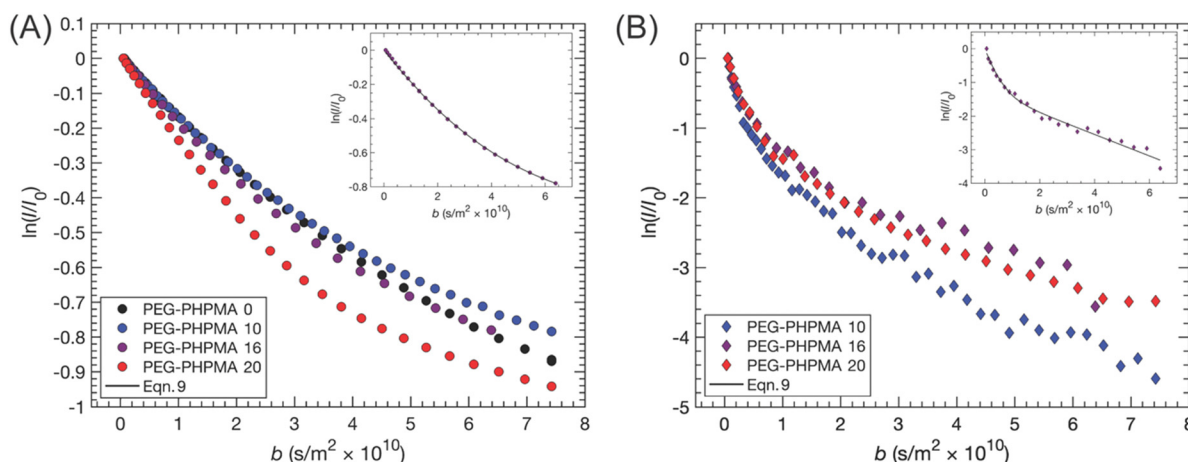 (A)
0.1
0
-0.1
-0.2
-0.3
-0.4
-0.5
-0.6
-0.7
-0.8
-0.9
-1
ln(I/I0)
0 1 2 3 4 5 6 7 8
b (s/m² × 10¹⁰)
PEG-PHPMA 0
PEG-PHPMA 10
PEG-PHPMA 16
PEG-PHPMA 20
Eqn. 9
0
-0.2
-0.4
-0.6
-0.8
ln(I/I0)
0 2 4 6
b (s/m² × 10¹⁰)
(B)
0
-1
-2
-3
-4
-5
ln(I/I0)
0 1 2 3 4 5 6 7 8
b (s/m² × 10¹⁰)
PEG-PHPMA 10
PEG-PHPMA 16
PEG-PHPMA 20
Eqn. 9
1
0
-1
-2
-3
-4
ln(I/I0)
0 2 4 6
b (s/m² × 10¹⁰)